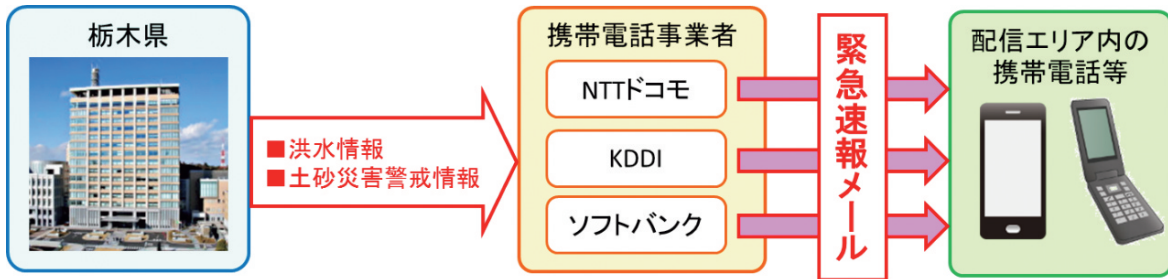 栃木県
■洪水情報
■土砂災害警戒情報
携帯電話事業者
NTTドコモ
KDDI
ソフトバンク
緊急速報メール
配信エリア内の
携帯電話等